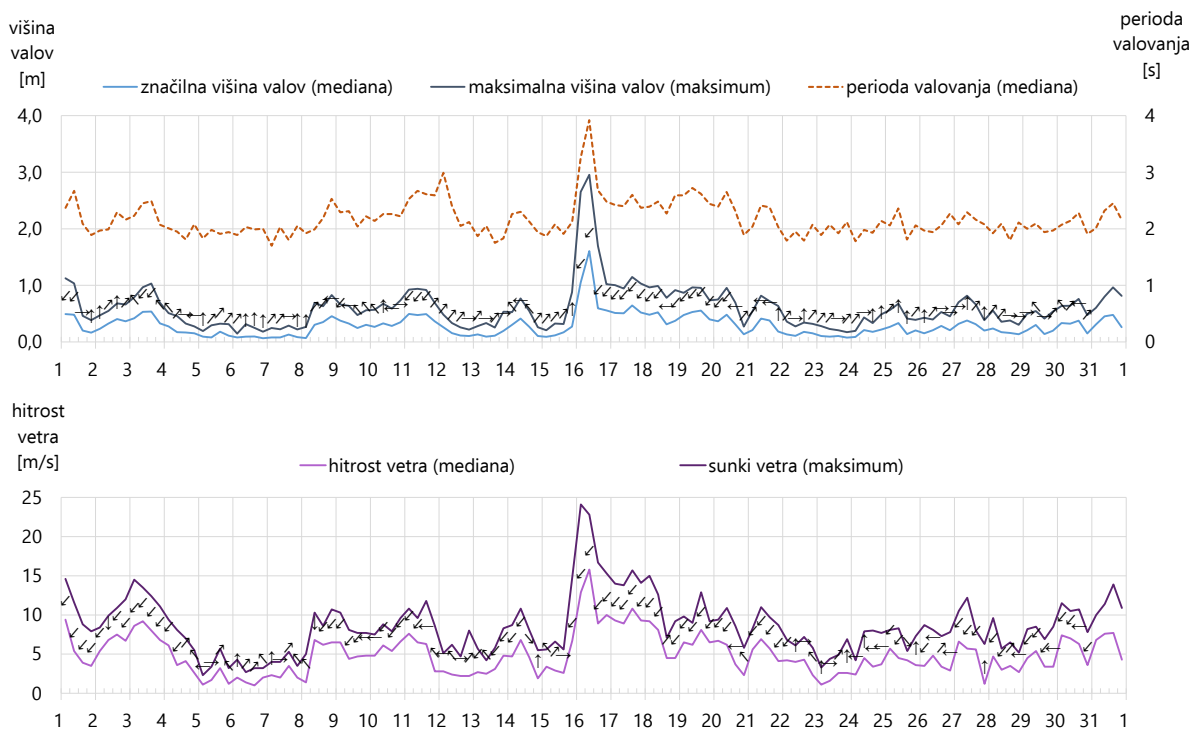 višina
valov
[m]
perioda
valovanja
[s]
značilna višina valov (mediana)
maksimalna višina valov (maksimum)
perioda valovanja (mediana)
4,0
3,0
2,0
1,0
0,0
4
3
2
1
0
1 2 3 4 5 6 7 8 9 10 11 12 13 14 15 16 17 18 19 20 21 22 23 24 25 26 27 28 29 30 31 1
hitrost
vetra
[m/s]
hitrost vetra (mediana)
sunki vetra (maksimum)
25
20
15
10
5
0
1 2 3 4 5 6 7 8 9 10 11 12 13 14 15 16 17 18 19 20 21 22 23 24 25 26 27 28 29 30 31 1